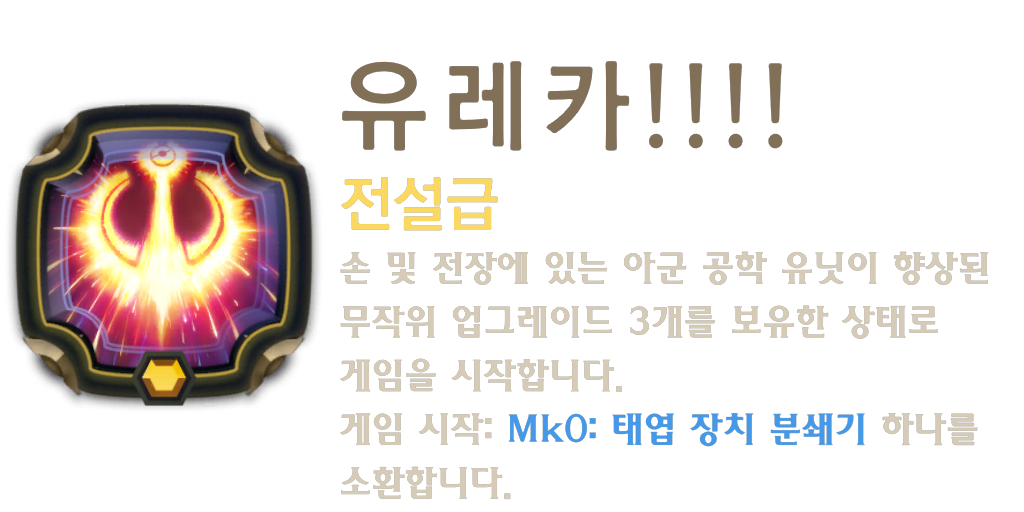 유레카!!!!
전설급
손 및 전장에 있는 아군 공학 유닛이 향상된
무작위 업그레이드 3개를 보유한 상태로
게임을 시작합니다.
게임 시작: Mk0: 태엽 장치 분쇄기 하나를
소환합니다.